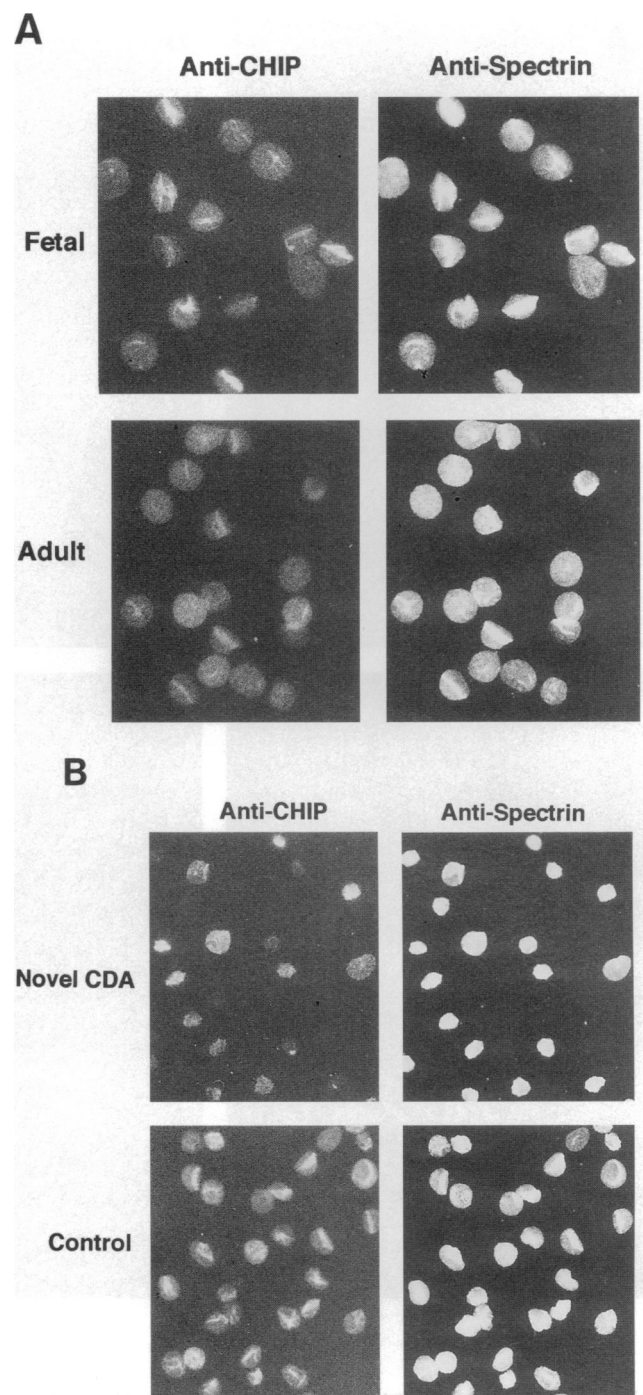 A
Anti-CHIP Anti-Spectrin
Fetal
Adult
B
Anti-CHIP Anti-Spectrin
Novel CDA
Control